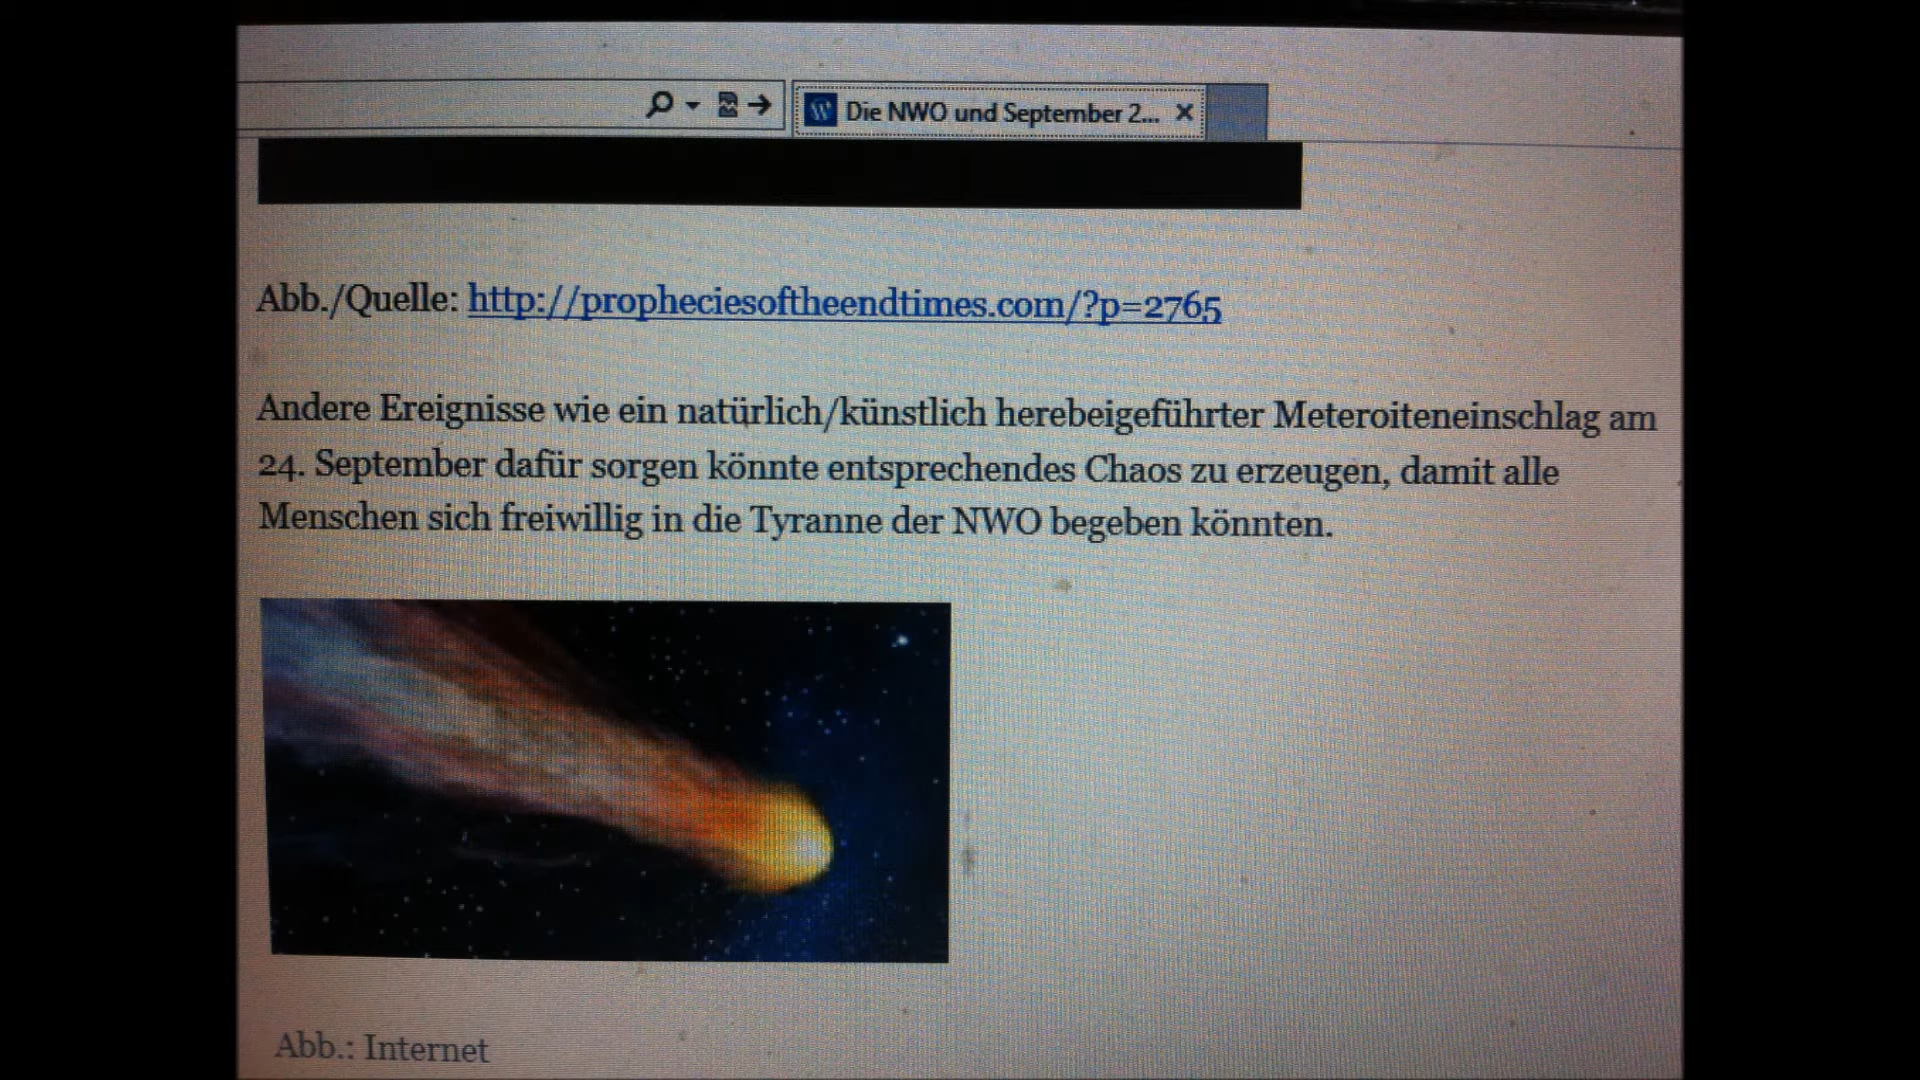 Die NWO und September 2...
Abb./Quelle: http://propheciesoftheendtimes.com/?p=2765
Andere Ereignisse wie ein natürlich/künstlich herebeigeführter Meteroiteneinschlag am
24. September dafür sorgen könnte entsprechendes Chaos zu erzeugen, damit alle
Menschen sich freiwillig in die Tyranne der NWO begeben könnten.
Abb.: Internet